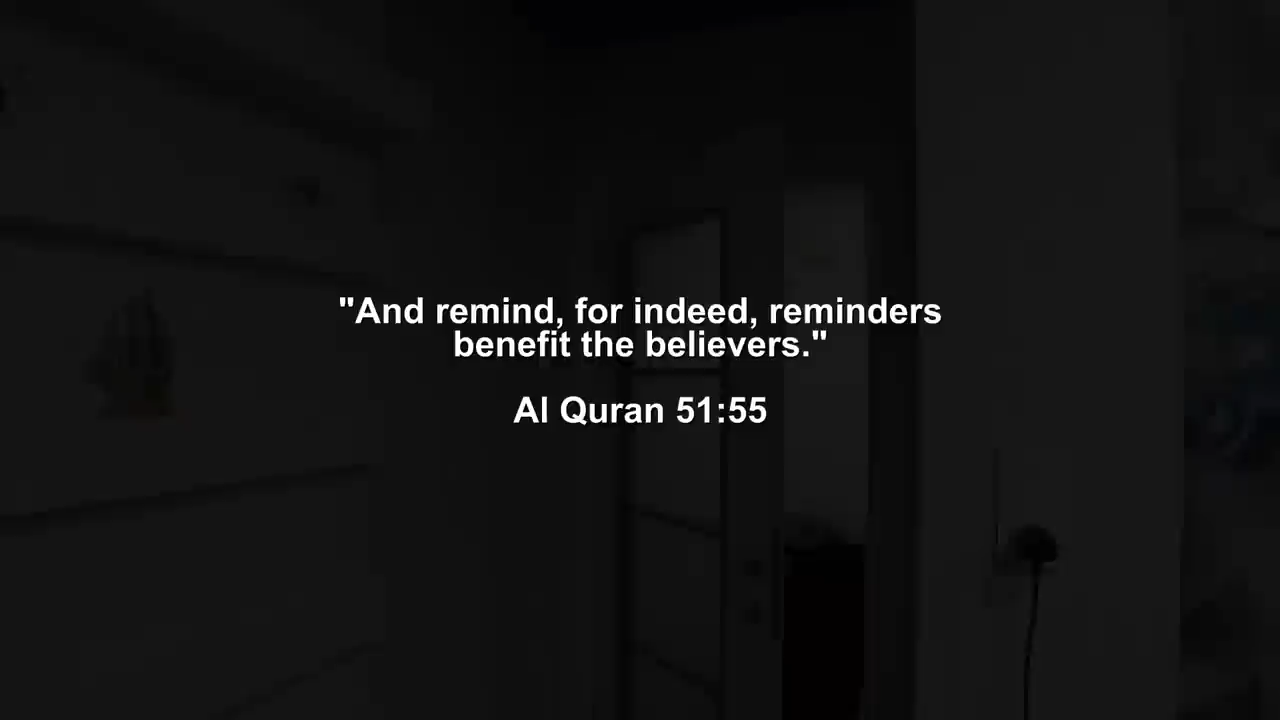 "And remind, for indeed, reminders
benefit the believers."
Al Quran 51:55